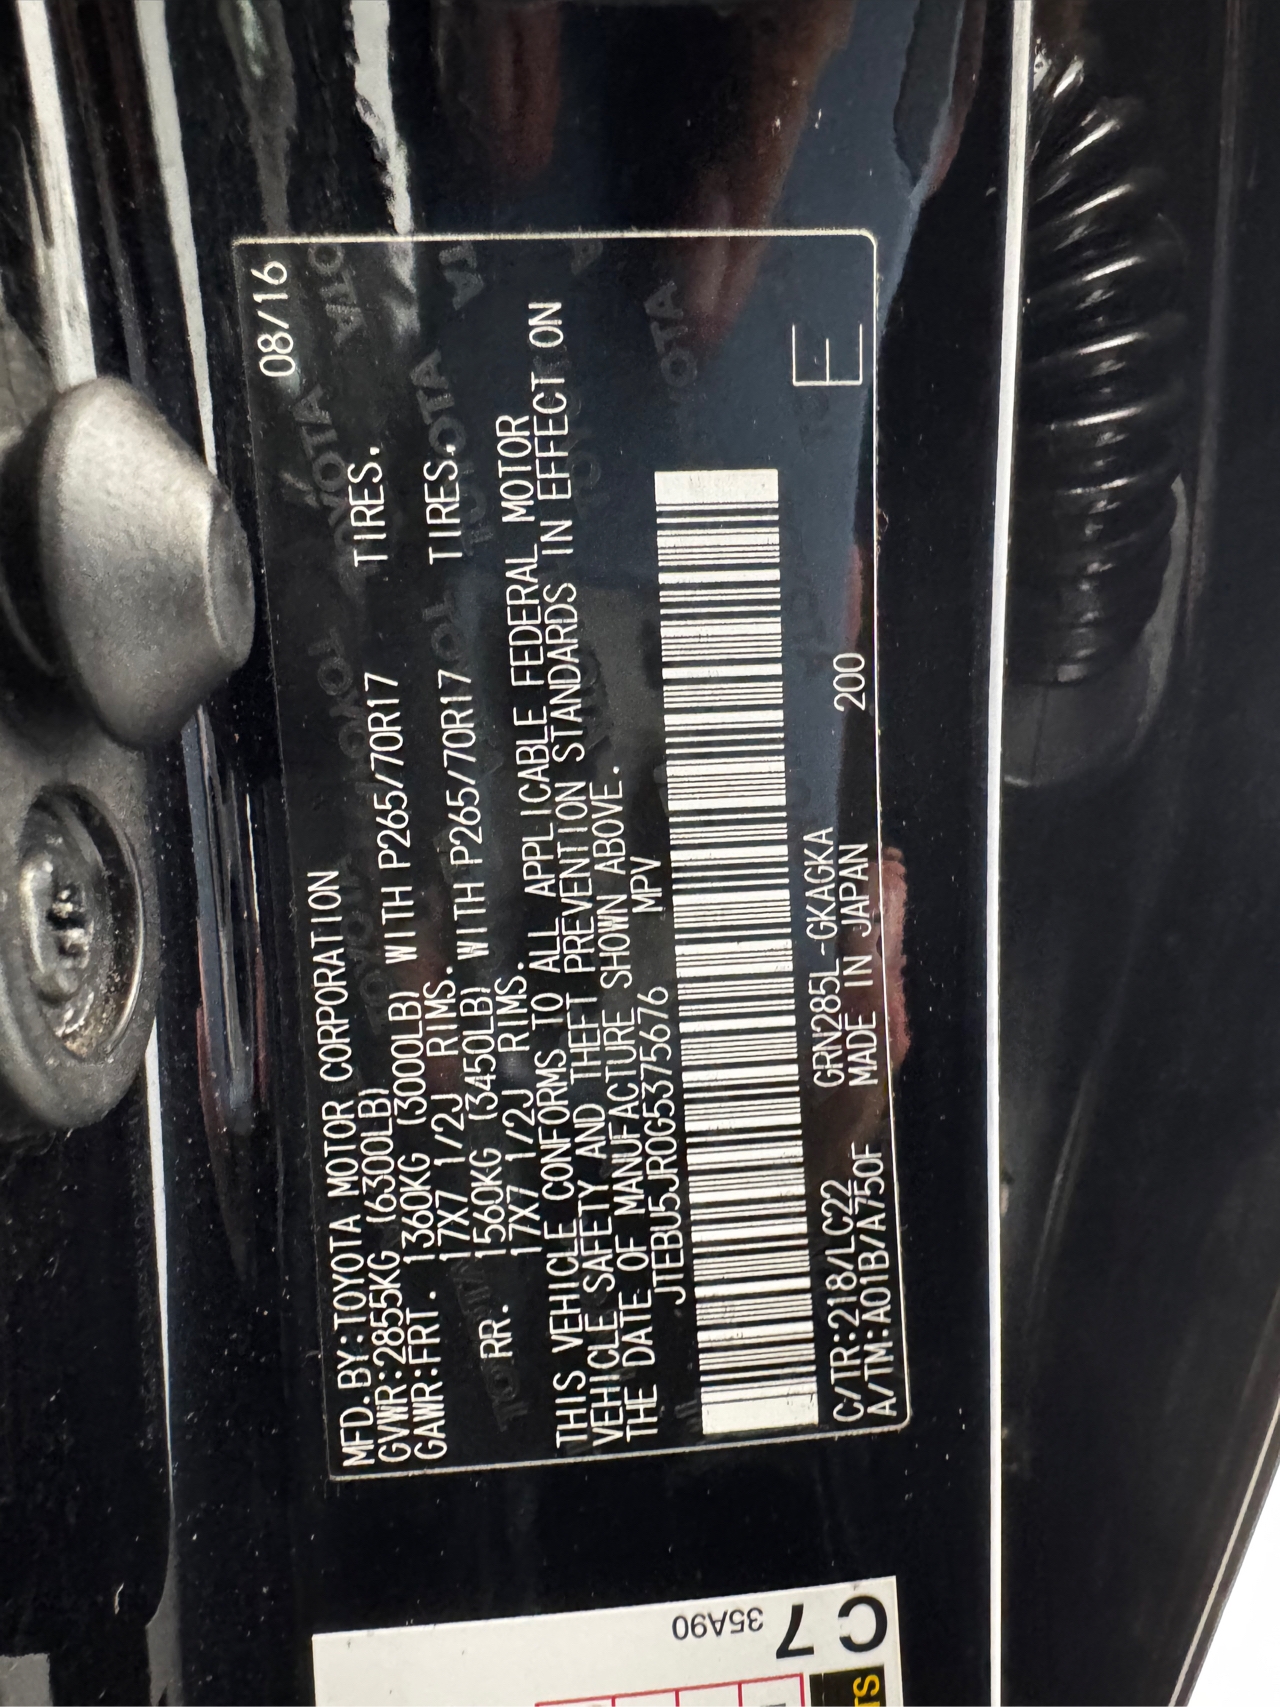 08/16
MFD.BY:TOYOTA MOTOR CORPORATION
GVWR:2855KG (6300LB)
GAWR:FRT. 1360KG (3000LB) WITH P265/70R17 TIRES.
17X7 1/2J RIMS.
RR. 1560KG (3450LB) WITH P265/70R17 TIRES.
17X7 1/2J RIMS.
THIS VEHICLE CONFORMS TO ALL APPLICABLE FEDERAL MOTOR
VEHICLE SAFETY AND THEFT PREVENTION STANDARDS IN EFFECT ON
THE DATE OF MANUFACTURE SHOWN ABOVE.
JTEBU5JR0G5375676 MPV
E
C/TR:218/LC22 GRN285L-GKAGKA
A/TM:A01B/A750F MADE IN JAPAN 200
C7
35A90